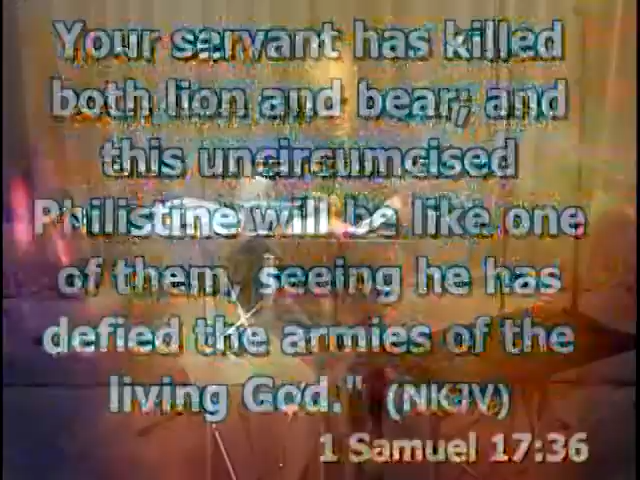 Your servant has killed
both lion and bear; and
this uncircumcised
Philistine will be like one
of them, seeing he has
defied the armies of the
living God." (NKJV)
1 Samuel 17:36